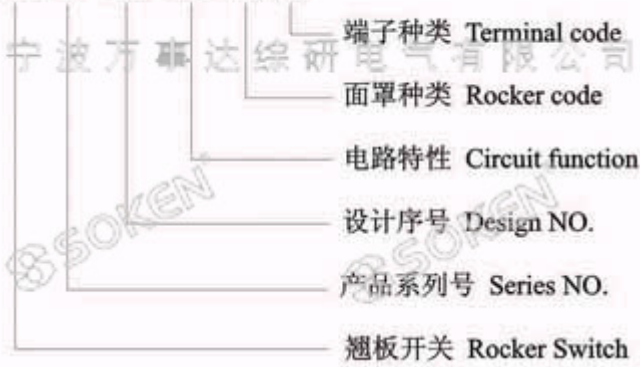 端子种类 Terminal code
宁波万事达综研电气有限公司
面罩种类 Rocker code
电路特性 Circuit function
SOKEN
设计序号 Design NO.
SOKEN
产品系列号 Series NO.
翘板开关 Rocker Switch